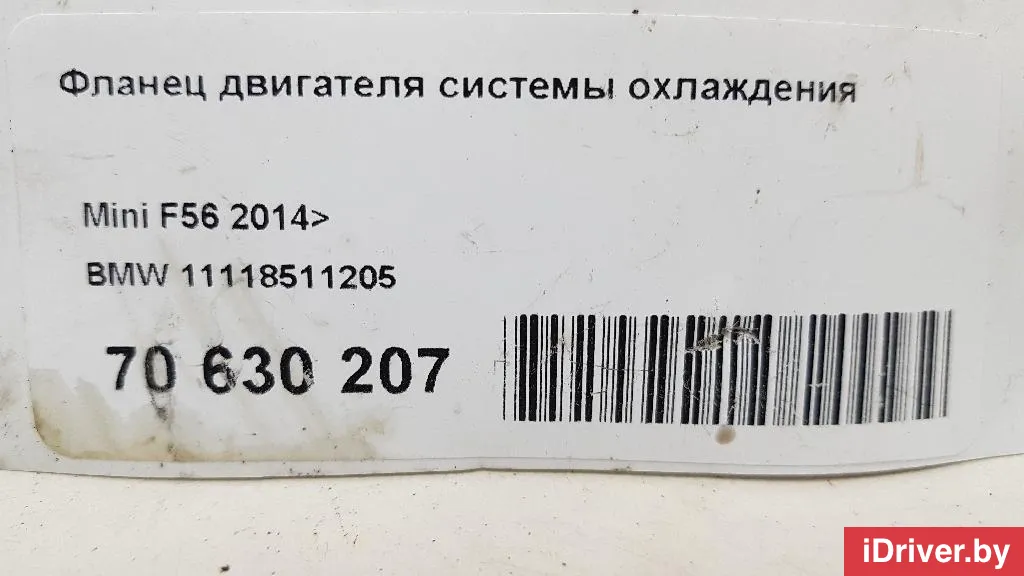 Фланец двигателя системы охлаждения
Mini F56 2014>
BMW 11118511205
70 630 207
iDriver.by